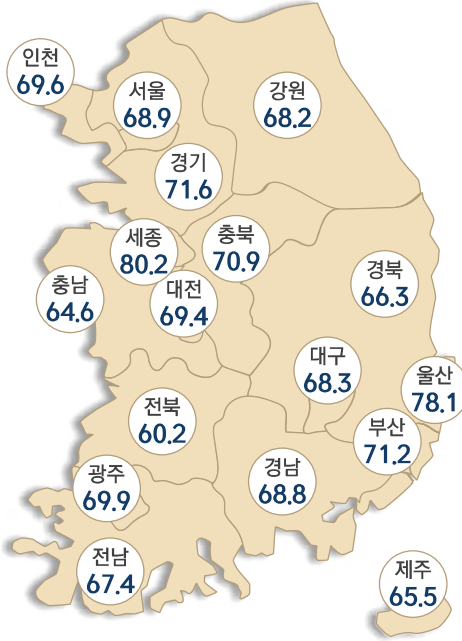 인천
69.6
서울
68.9
강원
68.2
경기
71.6
세종
80.2
충북
70.9
충남
64.6
대전
69.4
경북
66.3
대구
68.3
울산
78.1
전북
60.2
부산
71.2
광주
69.9
경남
68.8
전남
67.4
제주
65.5